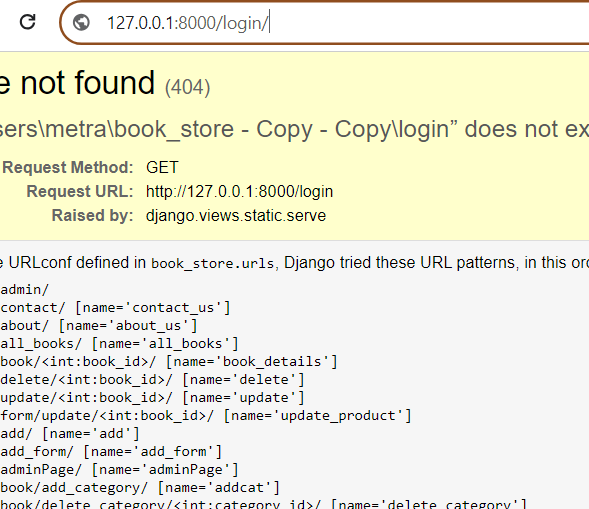 127.0.0.1:8000/login/
e not found (404)
sers\metra\book_store - Copy - Copy\login” does not ex
Request Method: GET
Request URL: http://127.0.0.1:8000/login
Raised by: django.views.static.serve
e URLconf defined in book_store.urls, Django tried these URL patterns, in this ord
admin/
contact/ [name='contact_us']
about/ [name='about_us']
all_books/ [name='all_books']
book/<int:book_id>/ [name='book_details']
delete/<int:book_id>/ [name='delete']
update/<int:book_id>/ [name='update']
form/update/<int:book_id>/ [name='update_product']
add/ [name='add']
add_form/ [name='add_form']
adminPage/ [name='adminPage']
book/add_category/ [name='addcat']
book/delete_category/<int:category_id>/ [name='delete_category']